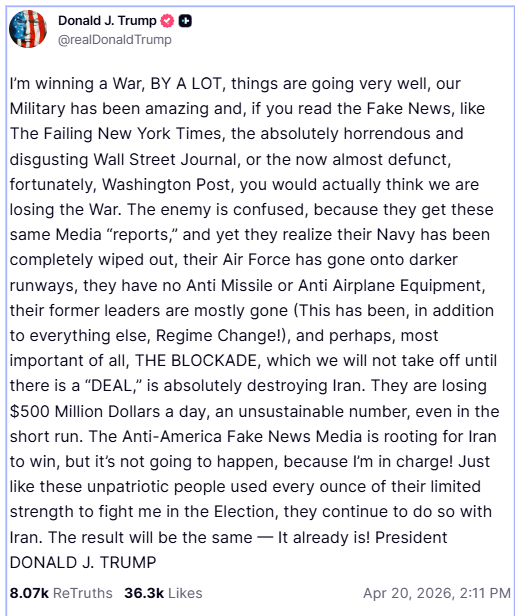 Donald J. Trump
@realDonaldTrump
I’m winning a War, BY A LOT, things are going very well, our
Military has been amazing and, if you read the Fake News, like
The Failing New York Times, the absolutely horrendous and
disgusting Wall Street Journal, or the now almost defunct,
fortunately, Washington Post, you would actually think we are
losing the War. The enemy is confused, because they get these
same Media “reports,” and yet they realize their Navy has been
completely wiped out, their Air Force has gone onto darker
runways, they have no Anti Missile or Anti Airplane Equipment,
their former leaders are mostly gone (This has been, in addition
to everything else, Regime Change!), and perhaps, most
important of all, THE BLOCKADE, which we will not take off until
there is a “DEAL,” is absolutely destroying Iran. They are losing
$500 Million Dollars a day, an unsustainable number, even in the
short run. The Anti-America Fake News Media is rooting for Iran
to win, but it’s not going to happen, because I’m in charge! Just
like these unpatriotic people used every ounce of their limited
strength to fight me in the Election, they continue to do so with
Iran. The result will be the same — It already is! President
DONALD J. TRUMP
8.07k ReTruths 36.3k Likes Apr 20, 2026, 2:11 PM